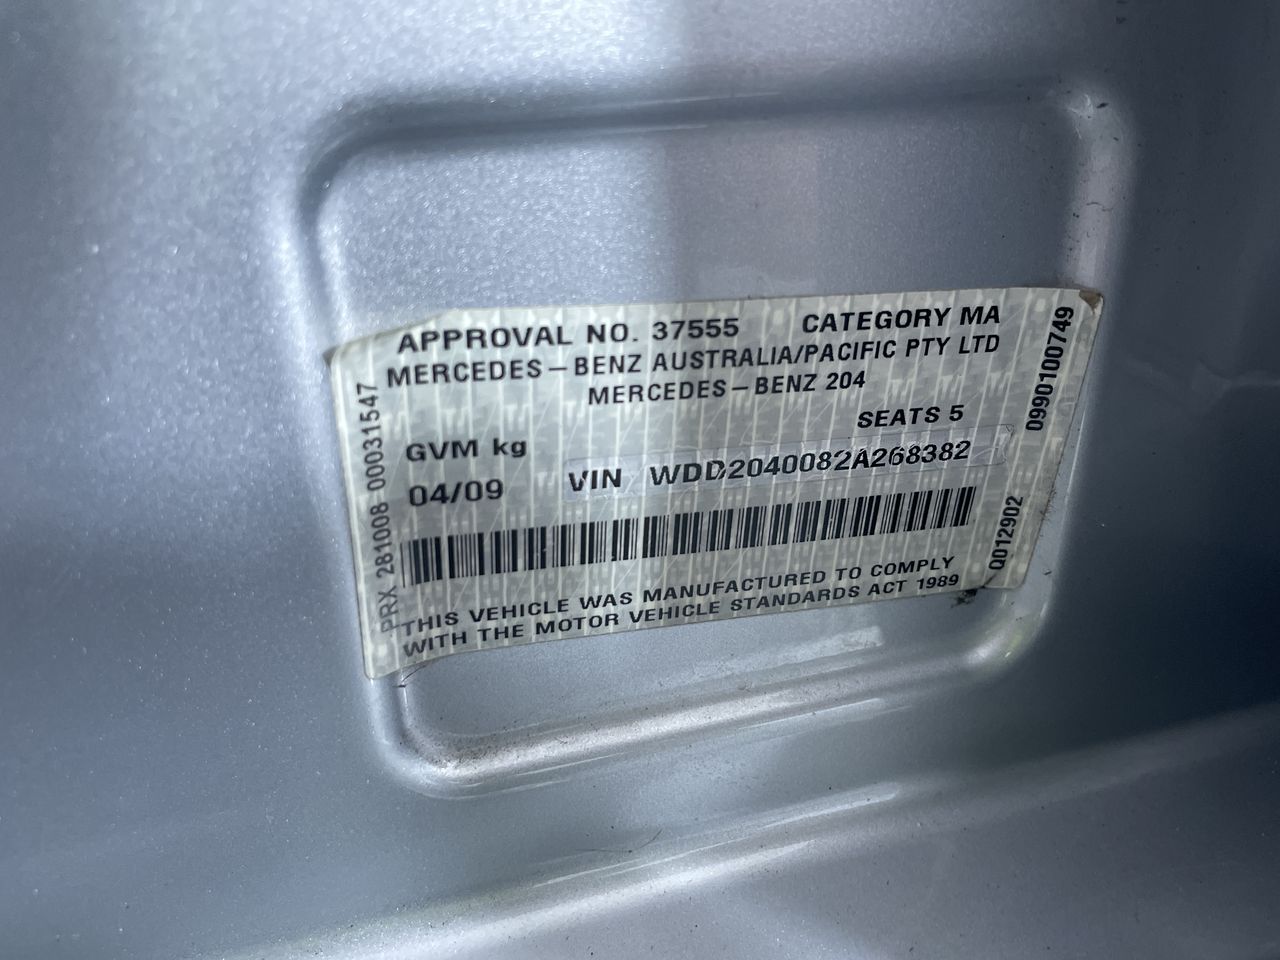 APPROVAL NO. 37555 CATEGORY MA
MERCEDES-BENZ AUSTRALIA/PACIFIC PTY LTD
MERCEDES-BENZ 204
SEATS 5
GVM kg
04/09 VIN WDD2040082A268382
THIS VEHICLE WAS MANUFACTURED TO COMPLY
WITH THE MOTOR VEHICLE STANDARDS ACT 1989
PRX 281008 00031547
0990100749
Q012902